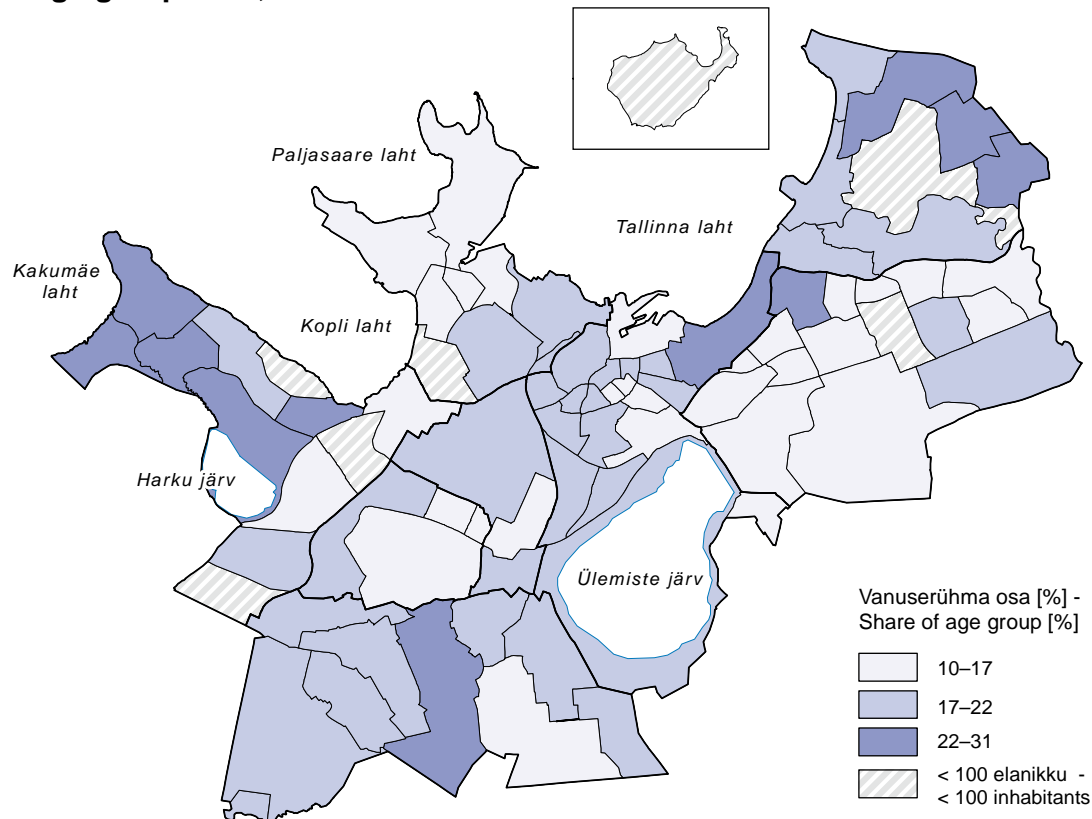 Paljasaare laht
Tallinna laht
Kakumäe
laht
Kopli laht
Harku järv
Ülemiste järv
Vanuserühma osa [%] -
Share of age group [%]
10–17
17–22
22–31
< 100 elanikku -
< 100 inhabitants